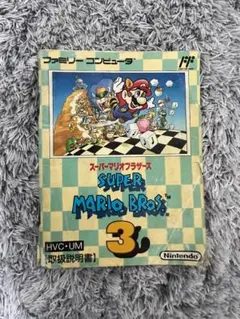 ファミリー コンピュータ
スーパーマリオブラザーズ
SUPER
MARIO BROS.™
3
HVC・UM
【取扱説明書】
Nintendo